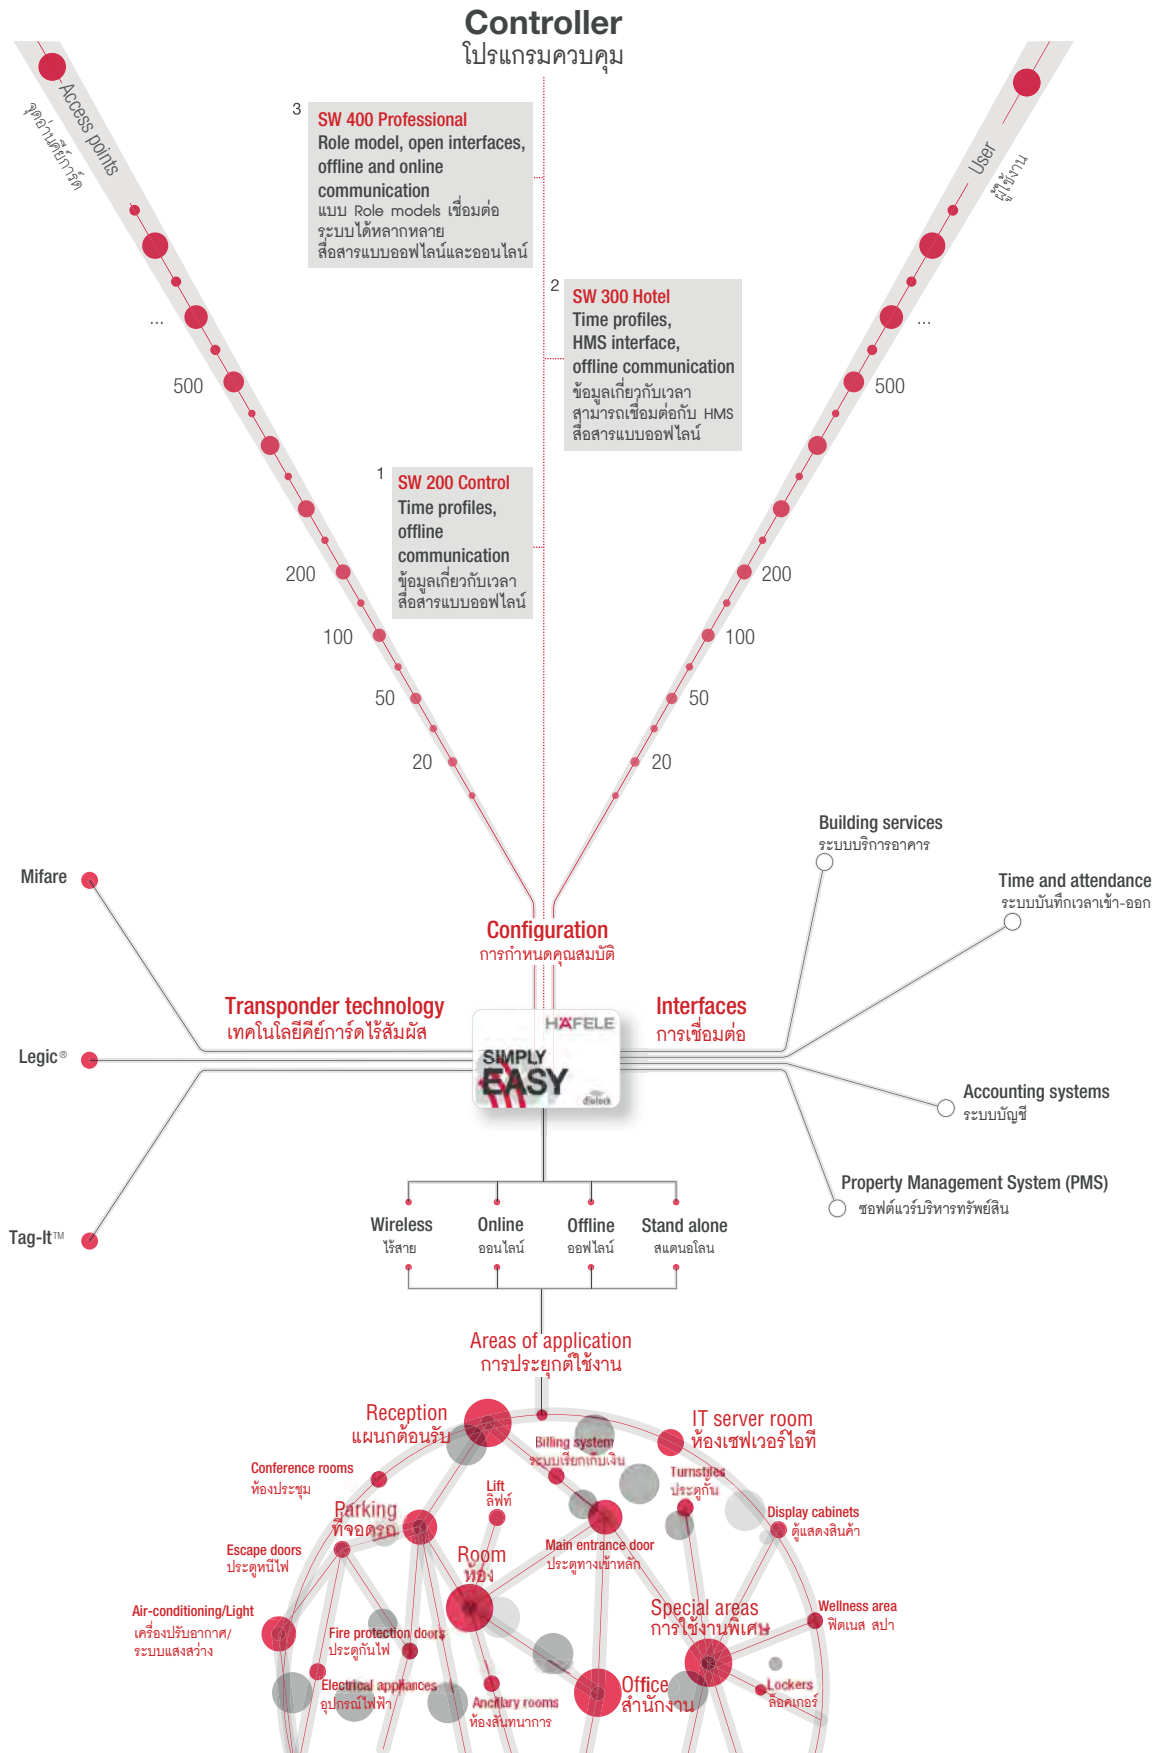 Controller
โปรแกรมควบคุม
Access points
จุดอ่านคีย์การ์ด
User
ผู้ใช้งาน
3
SW 400 Professional
Role model, open interfaces,
offline and online
communication
แบบ Role models เชื่อมต่อ
ระบบได้หลากหลาย
สื่อสารแบบออฟไลน์และออนไลน์
2
SW 300 Hotel
Time profiles,
HMS interface,
offline communication
ข้อมูลเกี่ยวกับเวลา
สามารถเชื่อมต่อกับ HMS
สื่อสารแบบออฟไลน์
1
SW 200 Control
Time profiles,
offline
communication
ข้อมูลเกี่ยวกับเวลา
สื่อสารแบบออฟไลน์
...
...
500
500
200
200
100
100
50
50
20
20
Building services
ระบบบริการอาคาร
Time and attendance
ระบบบันทึกเวลาเข้า-ออก
Mifare
Configuration
การกำหนดคุณสมบัติ
Transponder technology
เทคโนโลยีคีย์การ์ดไร้สัมผัส
Interfaces
การเชื่อมต่อ
HÄFELE
SIMPLY
EASY
dialock
Legic®
Accounting systems
ระบบบัญชี
Property Management System (PMS)
ซอฟต์แวร์บริหารทรัพย์สิน
Tag-It™
Wireless
ไร้สาย
Online
ออนไลน์
Offline
ออฟไลน์
Stand alone
สแตนอโลน
Areas of application
การประยุกต์ใช้งาน
Reception
แผนกต้อนรับ
IT server room
ห้องเซฟเวอร์ไอที
Billing system
ระบบเรียกเก็บเงิน
Conference rooms
ห้องประชุม
Lift
ลิฟท์
Turnstiles
ประตูกั้น
Parking
ที่จอดรถ
Display cabinets
ตู้แสดงสินค้า
Escape doors
ประตูหนีไฟ
Room
ห้อง
Main entrance door
ประตูทางเข้าหลัก
Air-conditioning/Light
เครื่องปรับอากาศ/
ระบบแสงสว่าง
Fire protection doors
ประตูกันไฟ
Special areas
การใช้งานพิเศษ
Wellness area
ฟิตเนส สปา
Electrical appliances
อุปกรณ์ไฟฟ้า
Ancillary rooms
ห้องสันทนาการ
Office
สำนักงาน
Lockers
ล็อคเกอร์